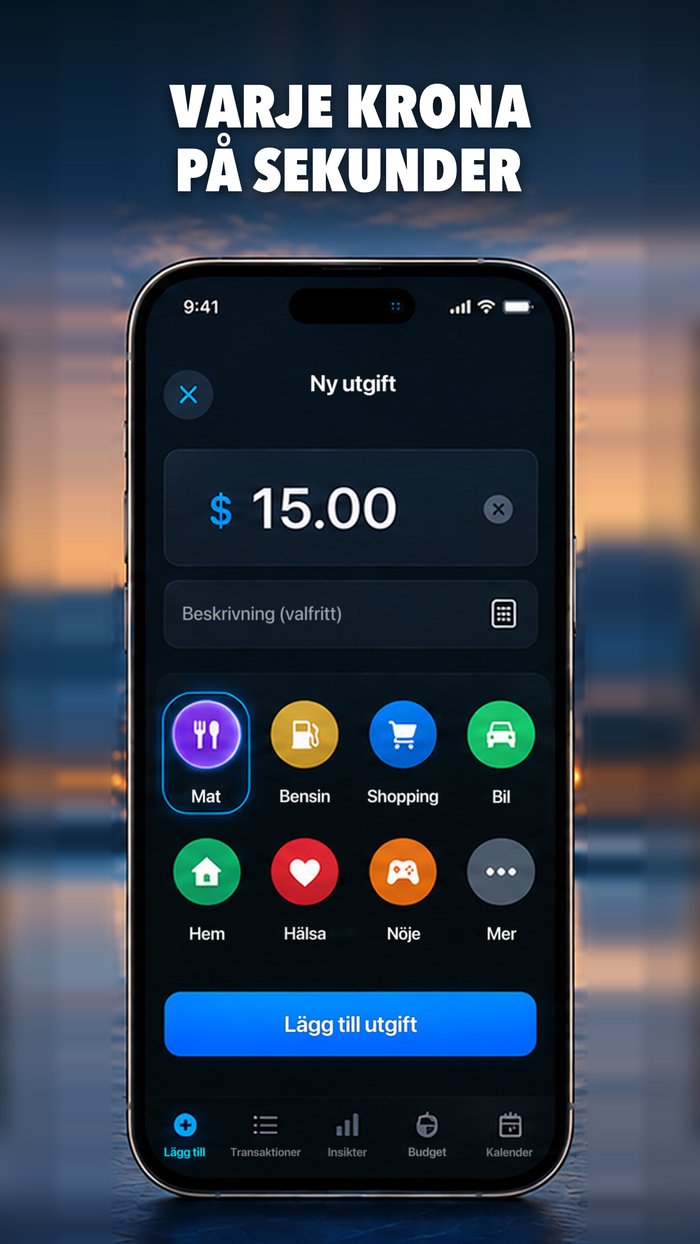 VARJE KRONA
PÅ SEKUNDER
9:41
Ny utgift
$ 15.00
Beskrivning (valfritt)
Mat Bensin Shopping Bil
Hem Hälsa Nöje Mer
Lägg till utgift
Lägg till Transaktioner Insikter Budget Kalender